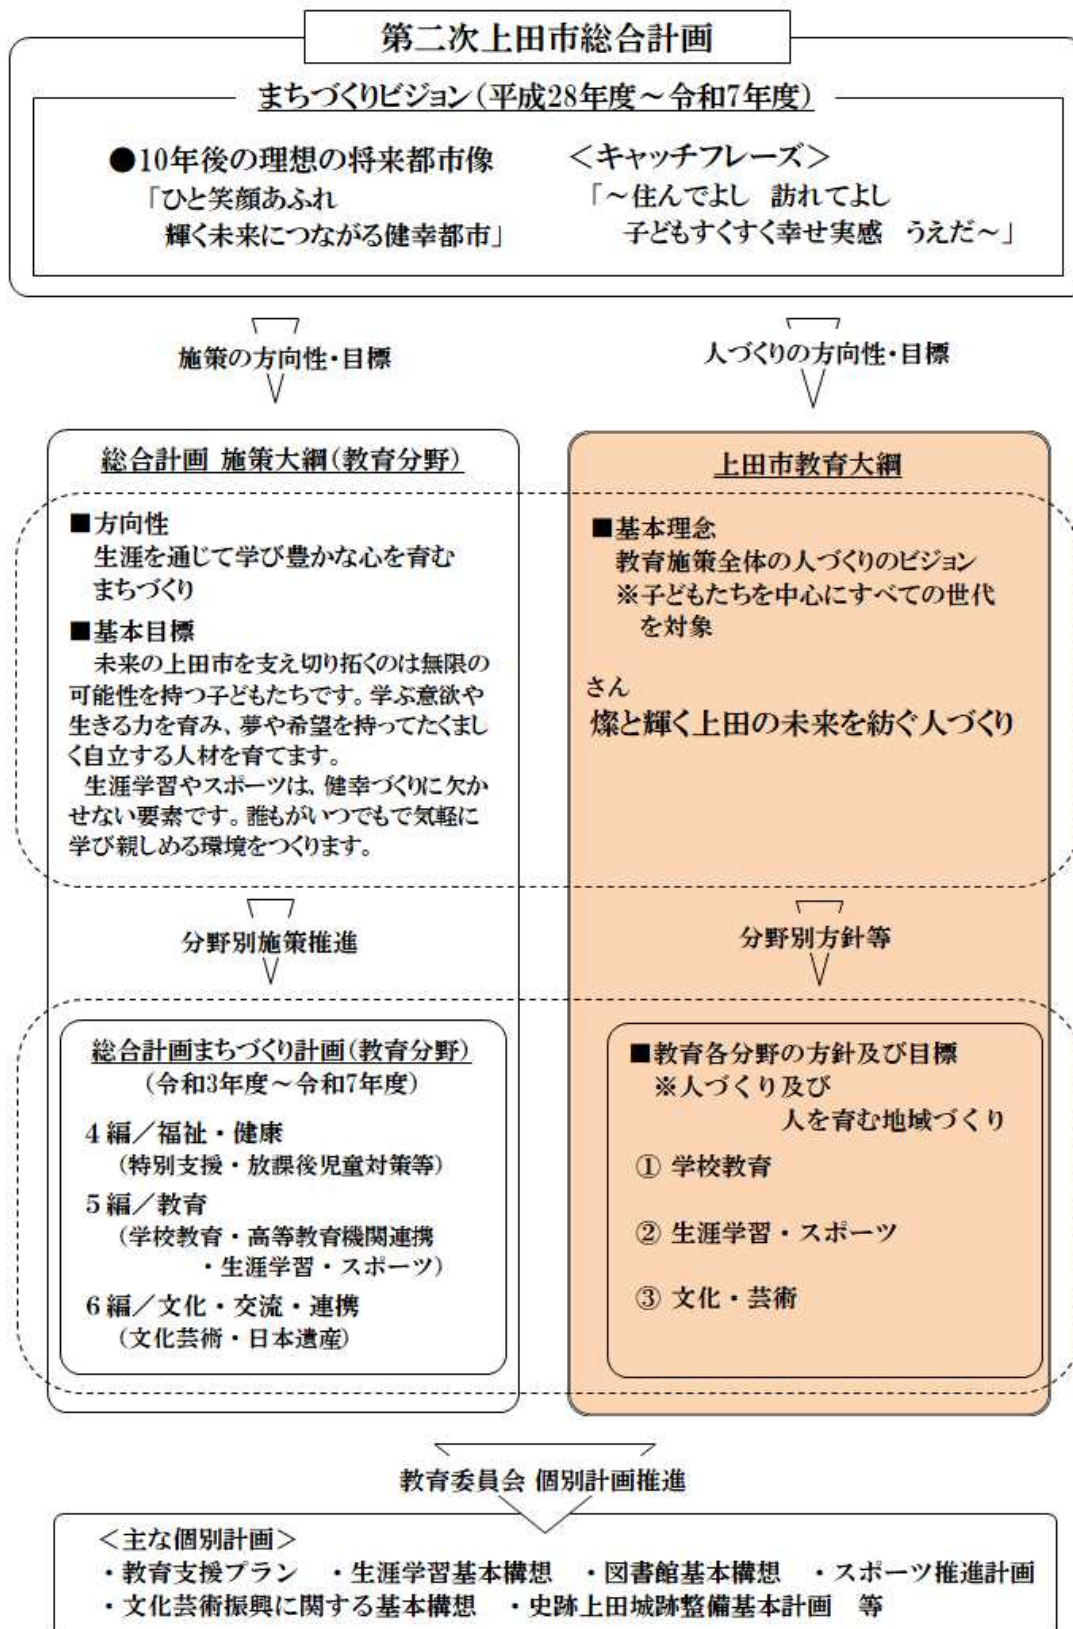 第二次上田市総合計画
まちづくりビジョン（平成28年度～令和7年度）
●10年後の理想の将来都市像
「ひと笑顔あふれ
輝く未来につながる健幸都市」
＜キャッチフレーズ＞
「～住んでよし　訪れてよし
子どもすくすく幸せ実感　うえだ～」
施策の方向性・目標
人づくりの方向性・目標
総合計画 施策大綱（教育分野）
■方向性
生涯を通じて学び豊かな心を育む
まちづくり
■基本目標
未来の上田市を支え切り拓くのは無限の
可能性を持つ子どもたちです。学ぶ意欲や
生きる力を育み、夢や希望を持ってたくまし
く自立する人材を育てます。
生涯学習やスポーツは、健幸づくりに欠か
せない要素です。誰もがいつでもで気軽に
学び親しめる環境をつくります。
分野別施策推進
総合計画まちづくり計画（教育分野）
（令和3年度～令和7年度）
４編／福祉・健康
（特別支援・放課後児童対策等）
５編／教育
（学校教育・高等教育機関連携
・生涯学習・スポーツ）
６編／文化・交流・連携
（文化芸術・日本遺産）
上田市教育大綱
■基本理念
教育施策全体の人づくりのビジョン
※子どもたちを中心にすべての世代
を対象
さん
燦と輝く上田の未来を紡ぐ人づくり
分野別方針等
■教育各分野の方針及び目標
※人づくり及び
人を育む地域づくり
① 学校教育
② 生涯学習・スポーツ
③ 文化・芸術
教育委員会 個別計画推進
＜主な個別計画＞
・教育支援プラン　・生涯学習基本構想　・図書館基本構想　・スポーツ推進計画
・文化芸術振興に関する基本構想　・史跡上田城跡整備基本計画　等